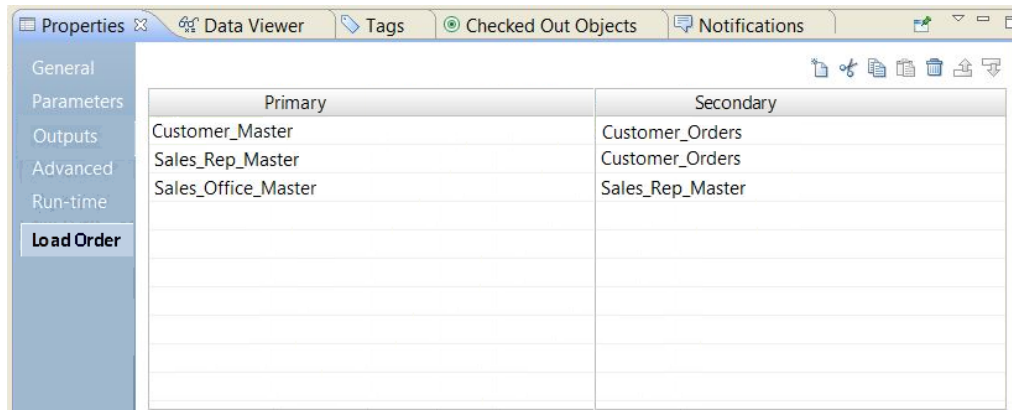 Properties Data Viewer Tags Checked Out Objects Notifications
General
Parameters
Outputs
Advanced
Run-time
Load Order
Primary Secondary
Customer_Master Customer_Orders
Sales_Rep_Master Customer_Orders
Sales_Office_Master Sales_Rep_Master